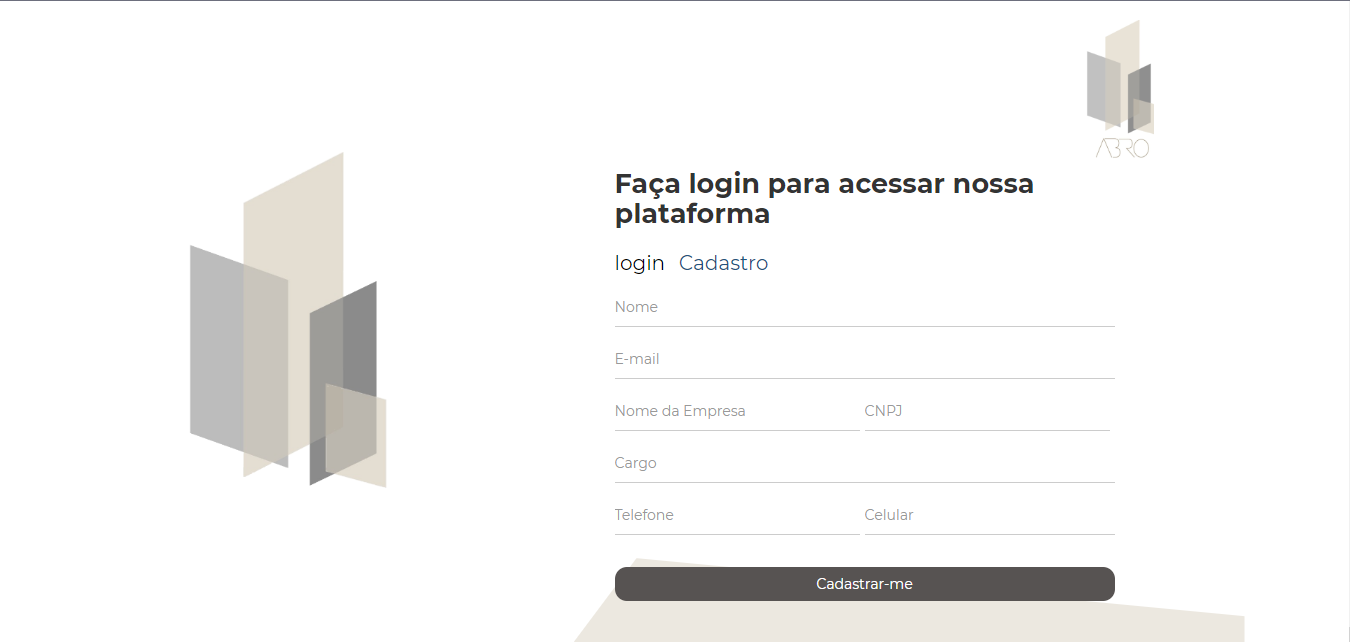 ABRO
Faça login para acessar nossa
plataforma
login Cadastro
Nome
E-mail
Nome da Empresa CNPJ
Cargo
Telefone Celular
Cadastrar-me